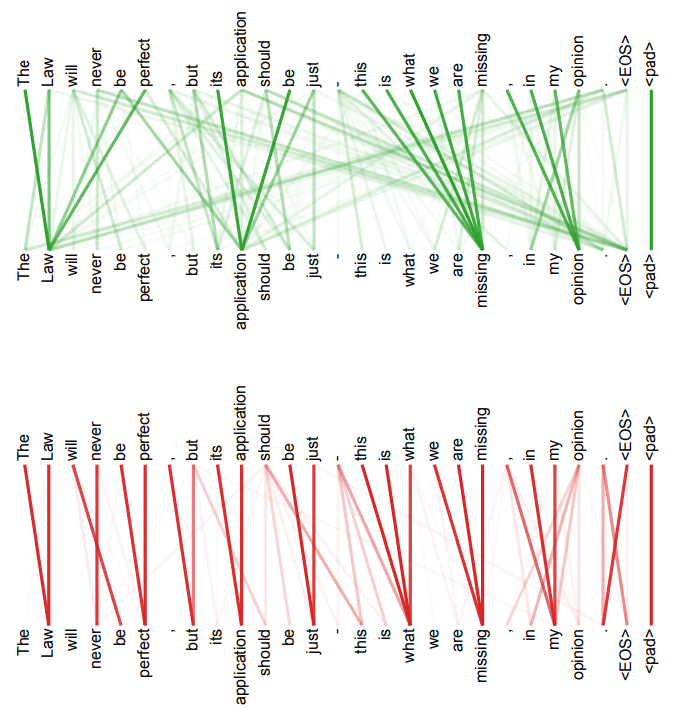 The Law will never be perfect , but its application should be just - this is what we are missing , in my opinion . <EOS> <pad>
The Law will never be perfect , but its application should be just - this is what we are missing , in my opinion . <EOS> <pad>
The Law will never be perfect , but its application should be just - this is what we are missing , in my opinion . <EOS> <pad>
The Law will never be perfect , but its application should be just - this is what we are missing , in my opinion . <EOS> <pad>